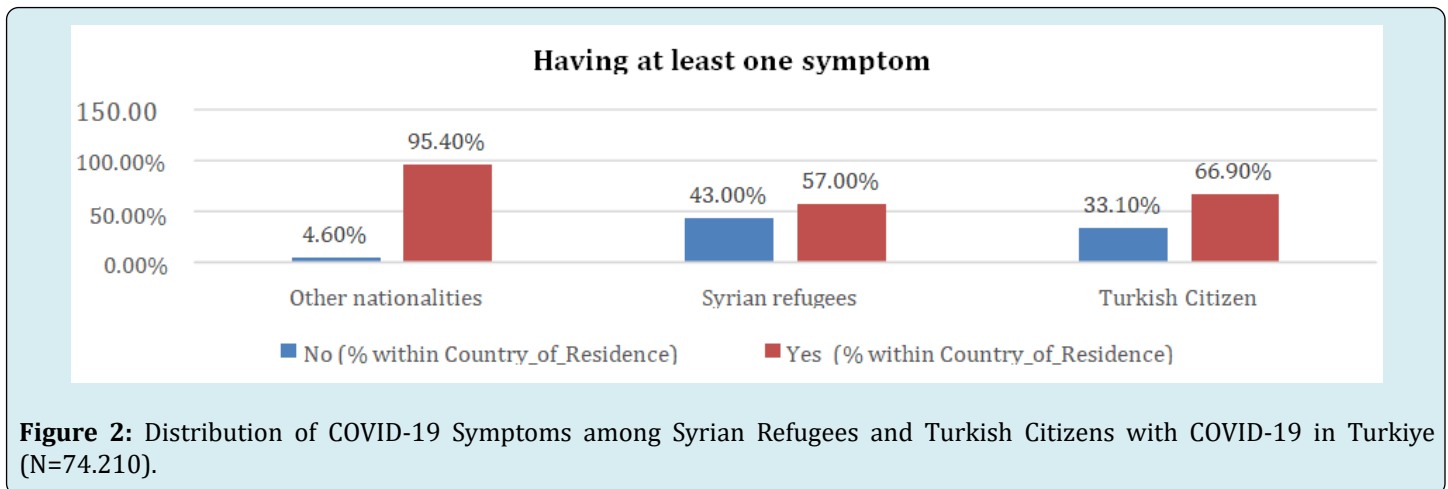 Having at least one symptom
150.00
100.00%
50.00%
0.00%
4.60%
95.40%
43.00%
57.00%
33.10%
66.90%
Other nationalities
Syrian refugees
Turkish Citizen
No (% within Country_of_Residence)
Yes (% within Country_of_Residence)
Figure 2: Distribution of COVID-19 Symptoms among Syrian Refugees and Turkish Citizens with COVID-19 in Turkiye
(N=74.210).